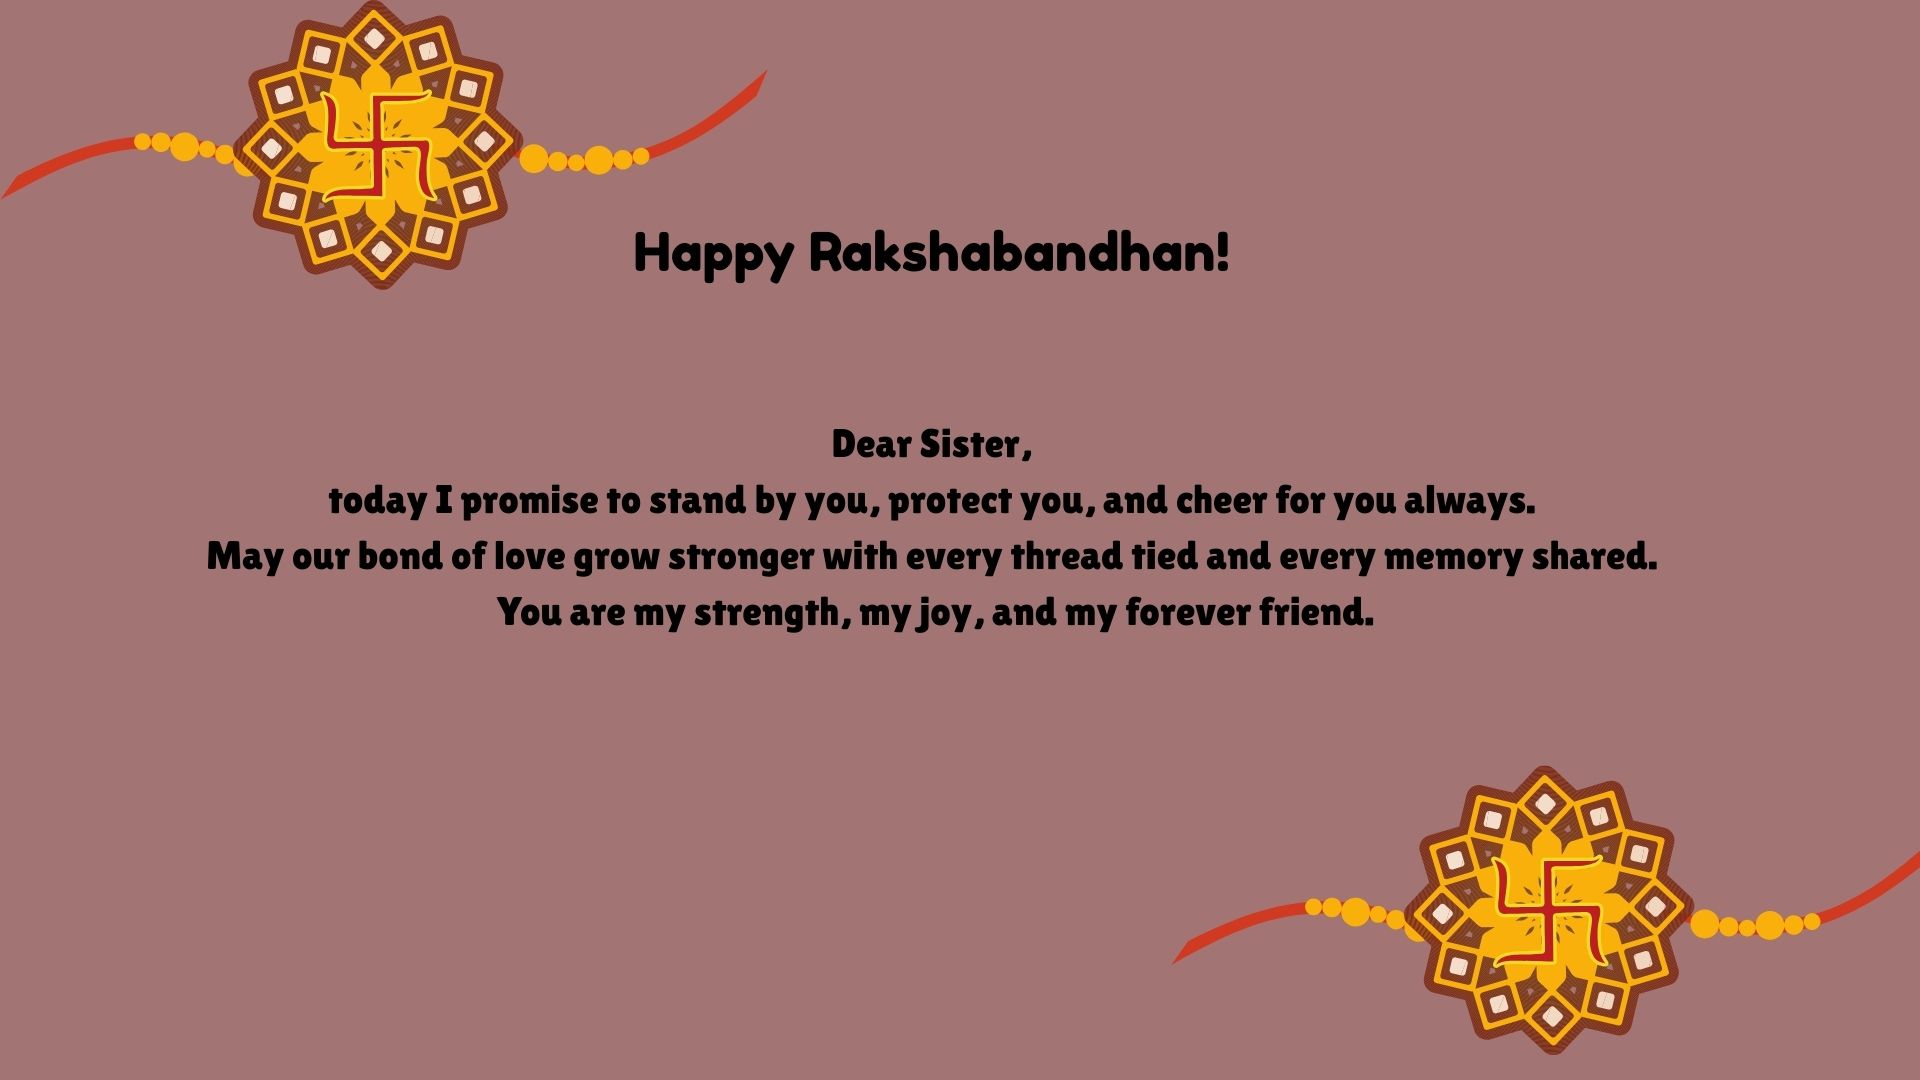 Happy Rakshabandhan!
Dear Sister,
today I promise to stand by you, protect you, and cheer for you always.
May our bond of love grow stronger with every thread tied and every memory shared.
You are my strength, my joy, and my forever friend.